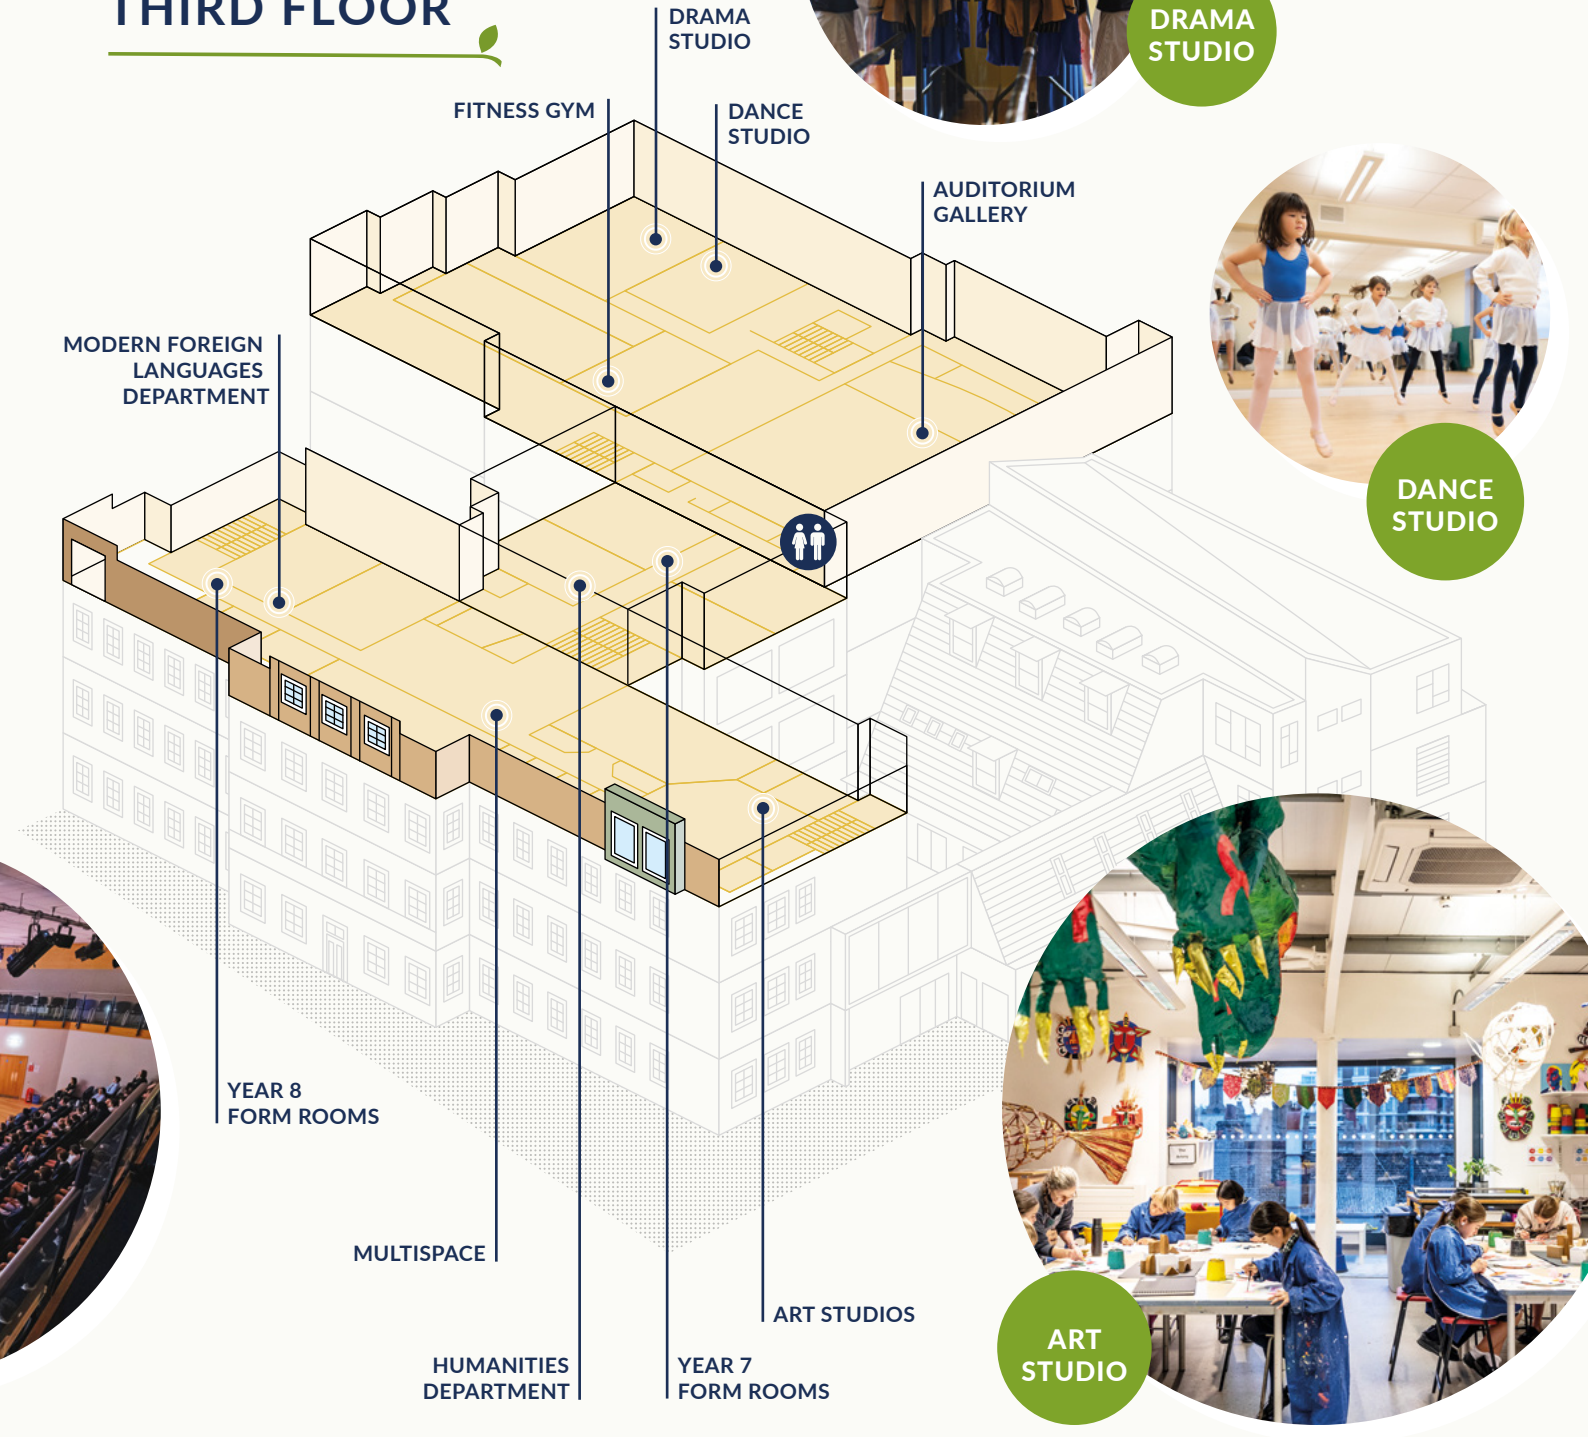 THIRD FLOOR
DRAMA
STUDIO
DRAMA
STUDIO
FITNESS GYM
DANCE
STUDIO
AUDITORIUM
GALLERY
MODERN FOREIGN
LANGUAGES
DEPARTMENT
DANCE
STUDIO
YEAR 8
FORM ROOMS
MULTISPACE
ART STUDIOS
HUMANITIES
DEPARTMENT
YEAR 7
FORM ROOMS
ART
STUDIO